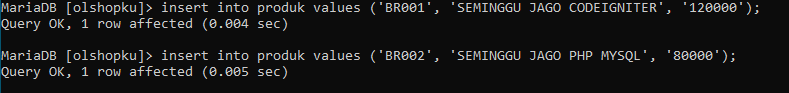 MariaDB [olshopku]> insert into produk values ('BR001', 'SEMINGGU JAGO CODEIGNITER', '120000');
Query OK, 1 row affected (0.004 sec)
MariaDB [olshopku]> insert into produk values ('BR002', 'SEMINGGU JAGO PHP MYSQL', '80000');
Query OK, 1 row affected (0.005 sec)